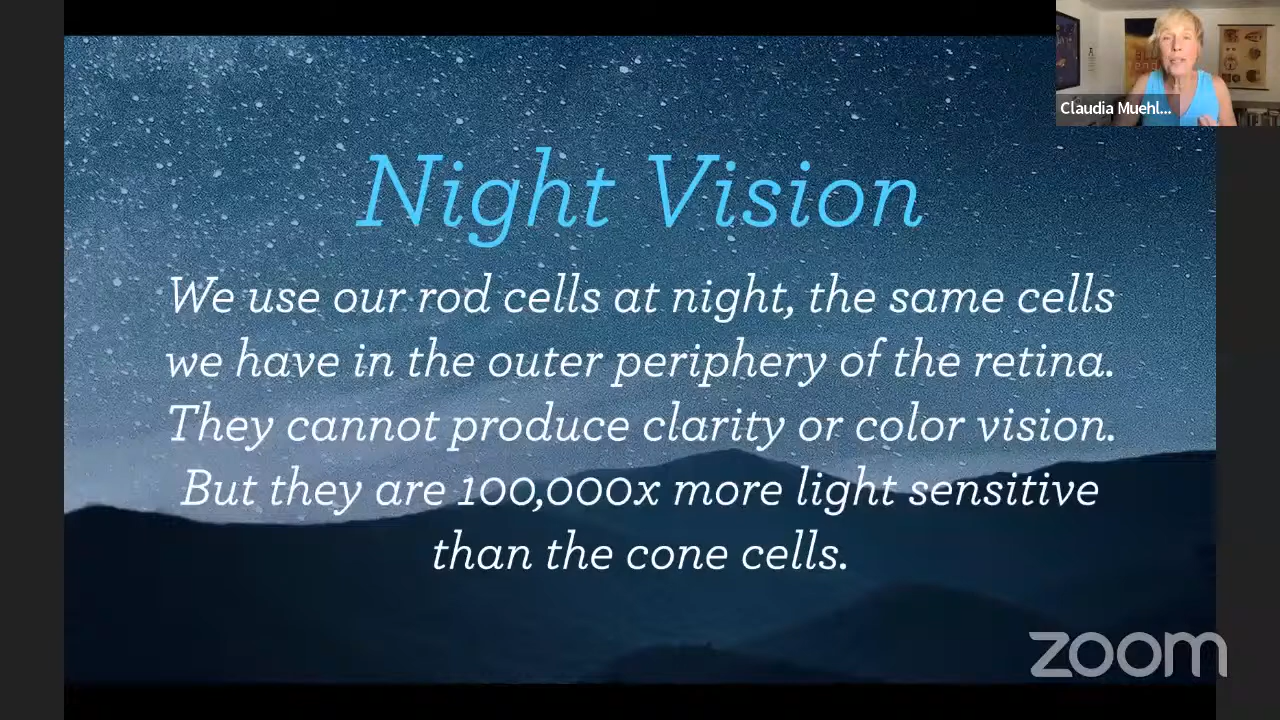 Claudia Muehl...
Night Vision
We use our rod cells at night, the same cells
we have in the outer periphery of the retina.
They cannot produce clarity or color vision.
But they are 100,000x more light sensitive
than the cone cells.
zoom